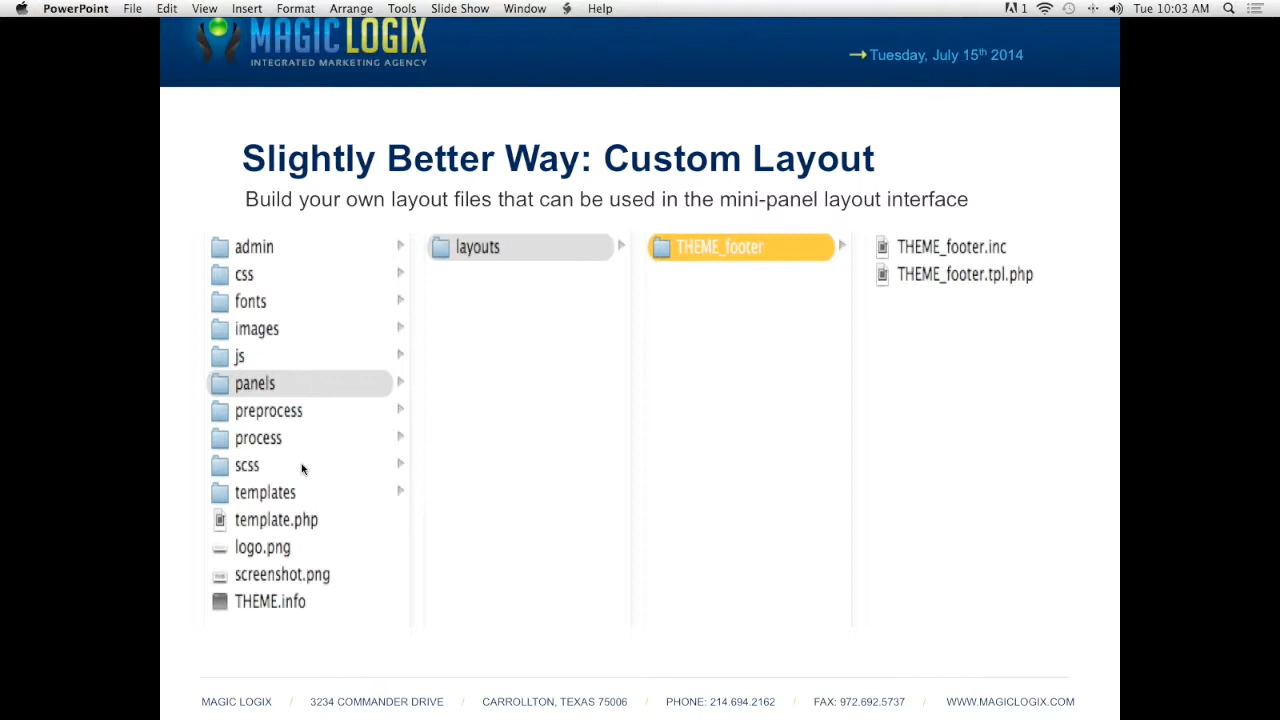 PowerPoint File Edit View Insert Format Arrange Tools Slide Show Window Help 1 Tue 10:03 AM
MAGIC LOGIX
INTEGRATED MARKETING AGENCY
Tuesday, July 15th 2014
Slightly Better Way: Custom Layout
Build your own layout files that can be used in the mini-panel layout interface
admin
css
fonts
images
js
panels
preprocess
process
scss
templates
template.php
logo.png
screenshot.png
THEME.info
layouts
THEME_footer
THEME_footer.inc
THEME_footer.tpl.php
MAGIC LOGIX / 3234 COMMANDER DRIVE / CARROLLTON, TEXAS 75006 / PHONE: 214.694.2162 / FAX: 972.692.5737 / WWW.MAGICLOGIX.COM